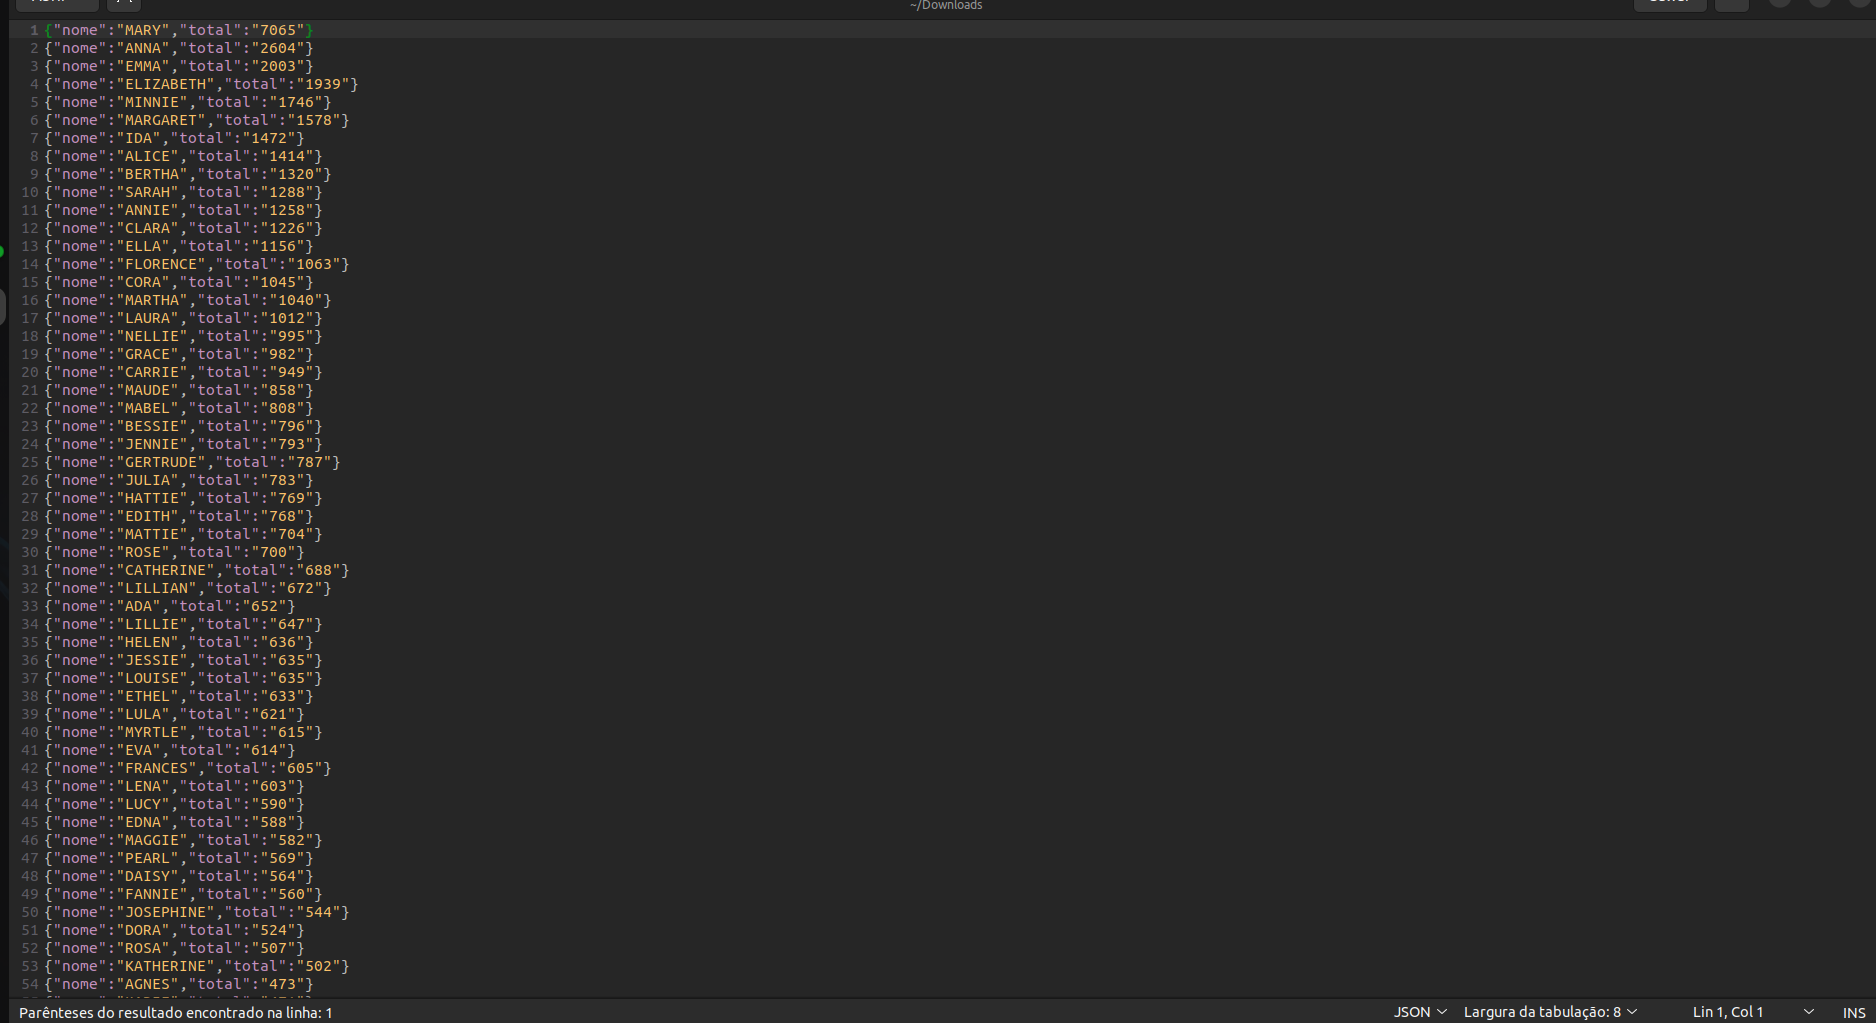 ~/Downloads
1 {"nome":"MARY","total":"7065"}
2 {"nome":"ANNA","total":"2604"}
3 {"nome":"EMMA","total":"2003"}
4 {"nome":"ELIZABETH","total":"1939"}
5 {"nome":"MINNIE","total":"1746"}
6 {"nome":"MARGARET","total":"1578"}
7 {"nome":"IDA","total":"1472"}
8 {"nome":"ALICE","total":"1414"}
9 {"nome":"BERTHA","total":"1320"}
10 {"nome":"SARAH","total":"1288"}
11 {"nome":"ANNIE","total":"1258"}
12 {"nome":"CLARA","total":"1226"}
13 {"nome":"ELLA","total":"1156"}
14 {"nome":"FLORENCE","total":"1063"}
15 {"nome":"CORA","total":"1045"}
16 {"nome":"MARTHA","total":"1040"}
17 {"nome":"LAURA","total":"1012"}
18 {"nome":"NELLIE","total":"995"}
19 {"nome":"GRACE","total":"982"}
20 {"nome":"CARRIE","total":"949"}
21 {"nome":"MAUDE","total":"858"}
22 {"nome":"MABEL","total":"808"}
23 {"nome":"BESSIE","total":"796"}
24 {"nome":"JENNIE","total":"793"}
25 {"nome":"GERTRUDE","total":"787"}
26 {"nome":"JULIA","total":"783"}
27 {"nome":"HATTIE","total":"769"}
28 {"nome":"EDITH","total":"768"}
29 {"nome":"MATTIE","total":"704"}
30 {"nome":"ROSE","total":"700"}
31 {"nome":"CATHERINE","total":"688"}
32 {"nome":"LILLIAN","total":"672"}
33 {"nome":"ADA","total":"652"}
34 {"nome":"LILLIE","total":"647"}
35 {"nome":"HELEN","total":"636"}
36 {"nome":"JESSIE","total":"635"}
37 {"nome":"LOUISE","total":"635"}
38 {"nome":"ETHEL","total":"633"}
39 {"nome":"LULA","total":"621"}
40 {"nome":"MYRTLE","total":"615"}
41 {"nome":"EVA","total":"614"}
42 {"nome":"FRANCES","total":"605"}
43 {"nome":"LENA","total":"603"}
44 {"nome":"LUCY","total":"590"}
45 {"nome":"EDNA","total":"588"}
46 {"nome":"MAGGIE","total":"582"}
47 {"nome":"PEARL","total":"569"}
48 {"nome":"DAISY","total":"564"}
49 {"nome":"FANNIE","total":"560"}
50 {"nome":"JOSEPHINE","total":"544"}
51 {"nome":"DORA","total":"524"}
52 {"nome":"ROSA","total":"507"}
53 {"nome":"KATHERINE","total":"502"}
54 {"nome":"AGNES","total":"473"}
Parênteses do resultado encontrado na linha: 1 JSON Largura da tabulação: 8 Lin 1, Col 1 INS